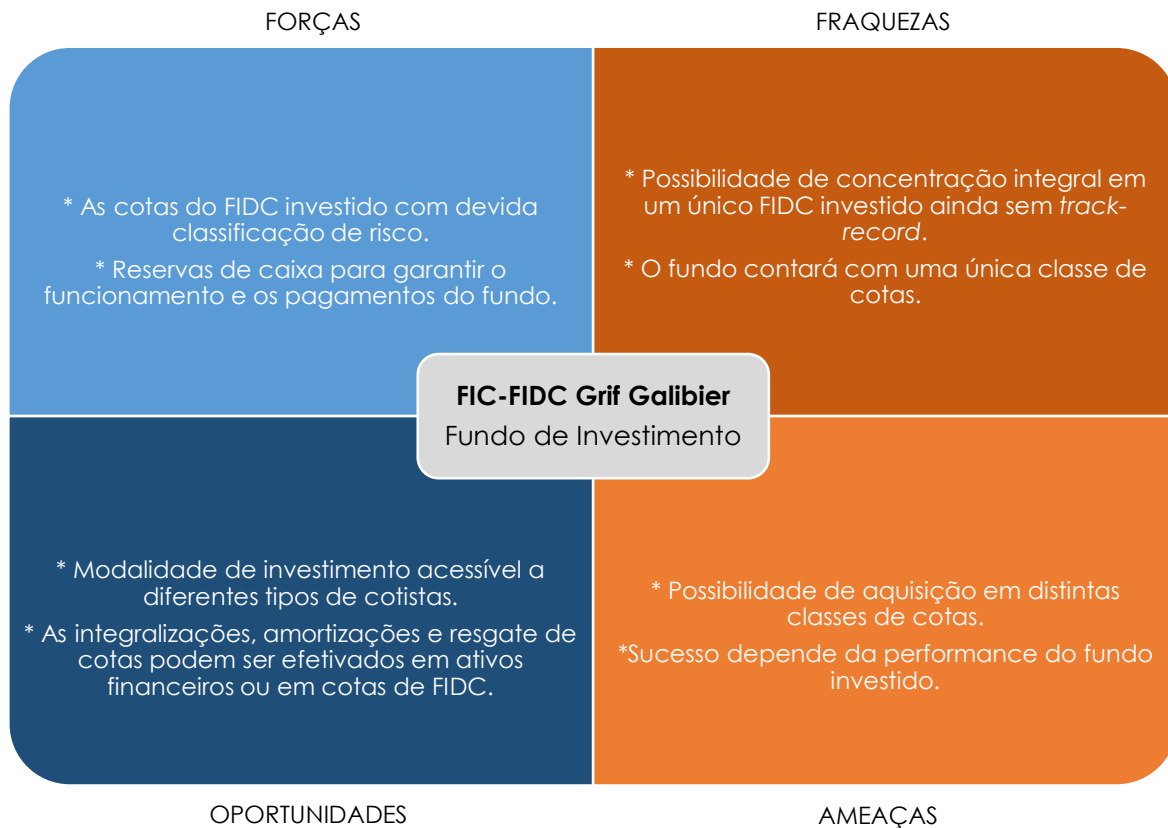 FORÇAS
FRAQUEZAS
* As cotas do FIDC investido com devida
classificação de risco.
* Reservas de caixa para garantir o
funcionamento e os pagamentos do fundo.
* Possibilidade de concentração integral em
um único FIDC investido ainda sem track-
record.
* O fundo contará com uma única classe de
cotas.
FIC-FIDC Grif Galibier
Fundo de Investimento
* Modalidade de investimento acessível a
diferentes tipos de cotistas.
* As integralizações, amortizações e resgate de
cotas podem ser efetivados em ativos
financeiros ou em cotas de FIDC.
* Possibilidade de aquisição em distintas
classes de cotas.
*Sucesso depende da performance do fundo
investido.
OPORTUNIDADES
AMEAÇAS